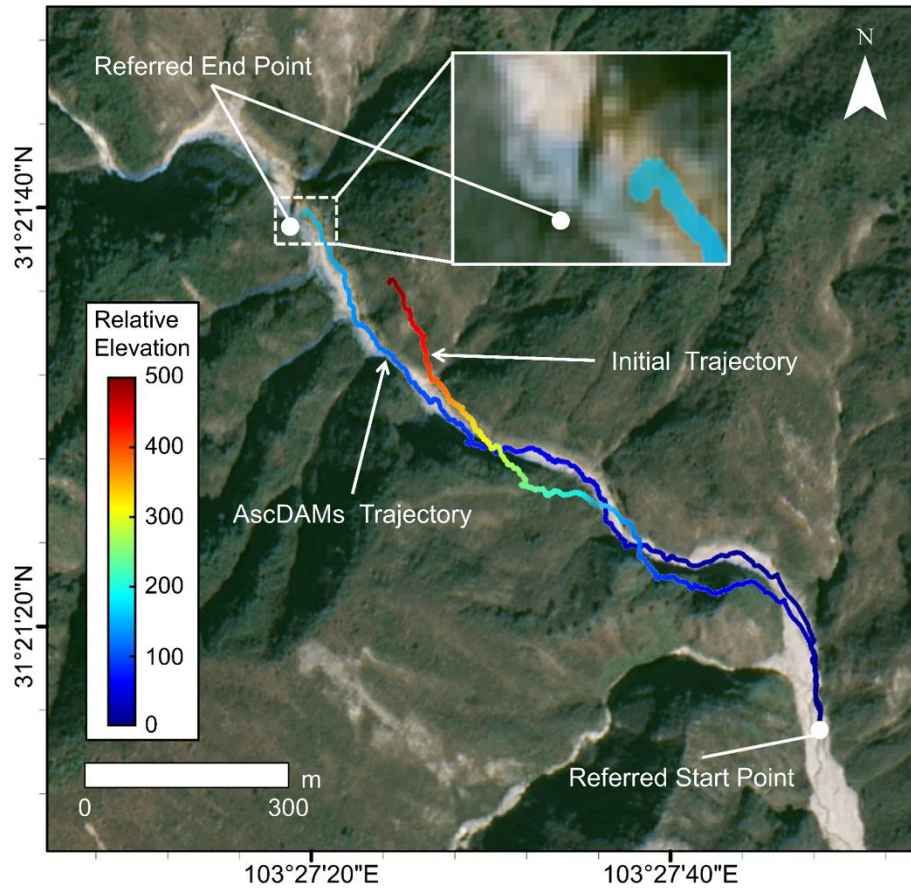 Referred End Point
N
31°21'40"N
Relative
Elevation
500
400
300
200
100
0
Initial Trajectory
AscDAMs Trajectory
31°21'20"N
Referred Start Point
m
0
300
103°27'20"E
103°27'40"E